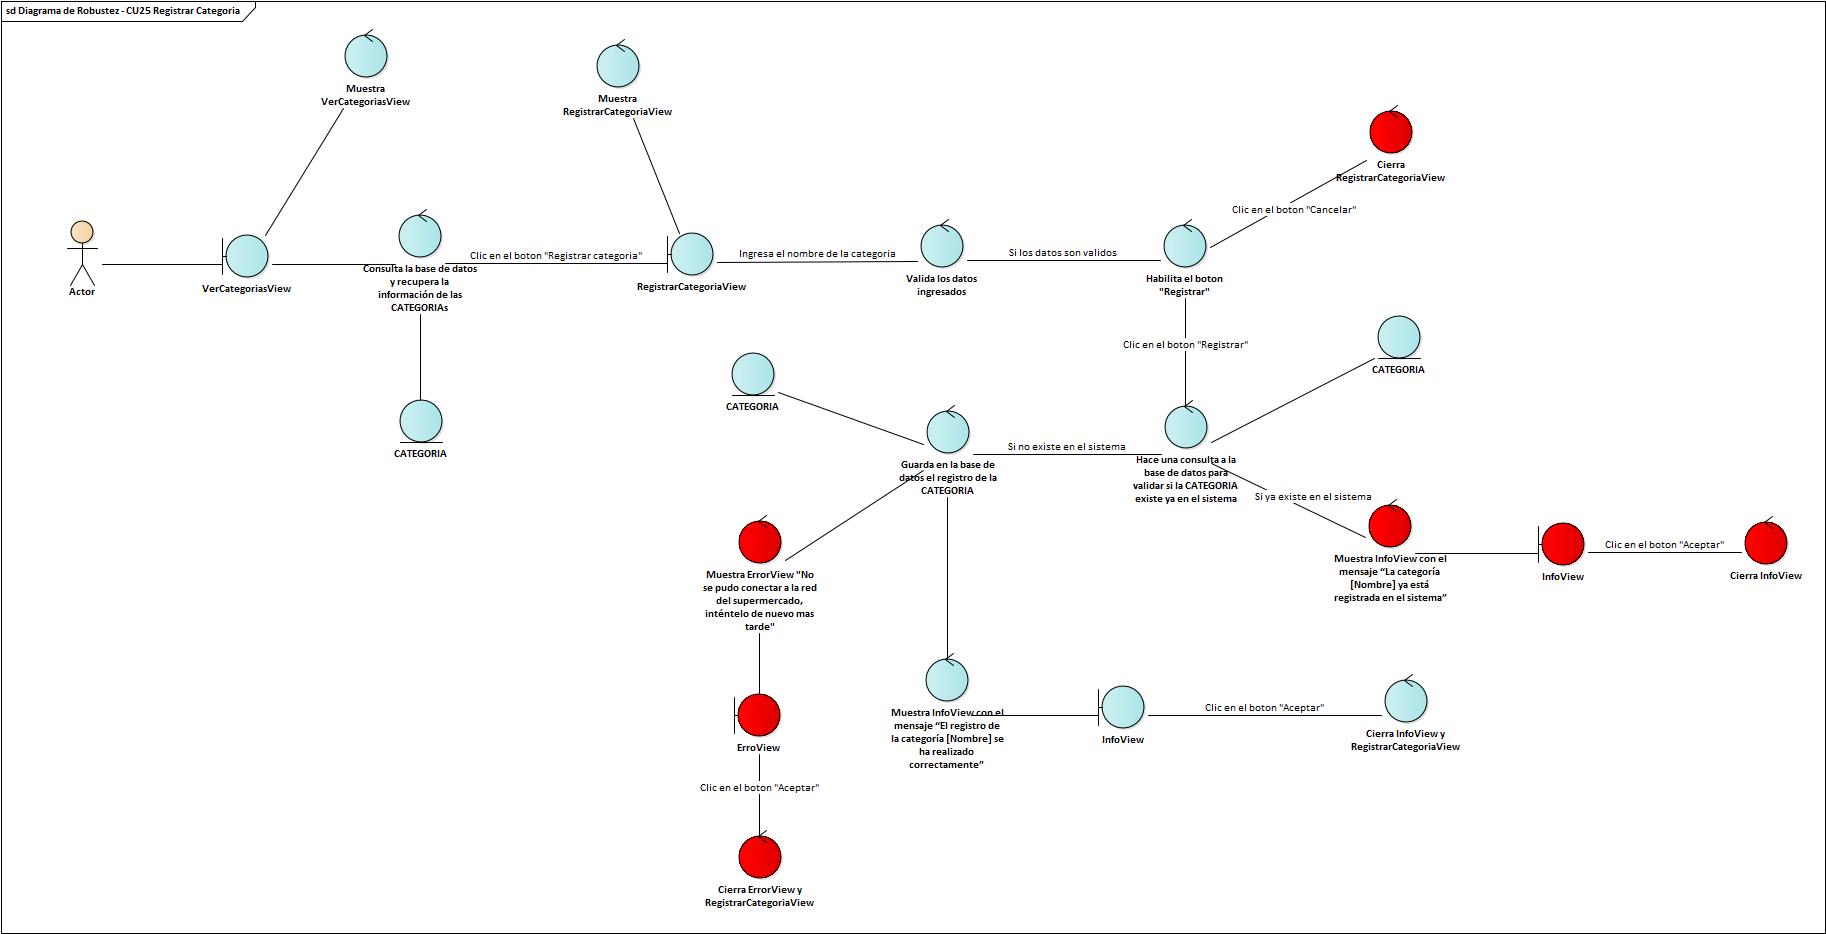 sd Diagrama de Robustez - CU25 Registrar Categoria
Muestra
VerCategoriasView
Muestra
RegistrarCategoriaView
Cierra
RegistrarCategoriaView
Clic en el boton "Cancelar"
Actor
VerCategoriasView
Consulta la base de datos
y recupera la
información de las
CATEGORIAs
Clic en el boton "Registrar categoria"
RegistrarCategoriaView
Ingresa el nombre de la categoria
Valida los datos
ingresados
Si los datos son validos
Habilita el boton
"Registrar"
Clic en el boton "Registrar"
CATEGORIA
CATEGORIA
CATEGORIA
Guarda en la base de
datos el registro de la
CATEGORIA
Si no existe en el sistema
Hace una consulta a la
base de datos para
validar si la CATEGORIA
existe ya en el sistema
Si ya existe en el sistema
Muestra InfoView con el
mensaje “La categoría
[Nombre] ya está
registrada en el sistema”
InfoView
Clic en el boton "Aceptar"
Cierra InfoView
Muestra ErrorView "No
se pudo conectar a la red
del supermercado,
inténtelo de nuevo mas
tarde"
ErroView
Clic en el boton "Aceptar"
Cierra ErrorView y
RegistrarCategoriaView
Muestra InfoView con el
mensaje “El registro de
la categoría [Nombre] se
ha realizado
correctamente”
InfoView
Clic en el boton "Aceptar"
Cierra InfoView y
RegistrarCategoriaView